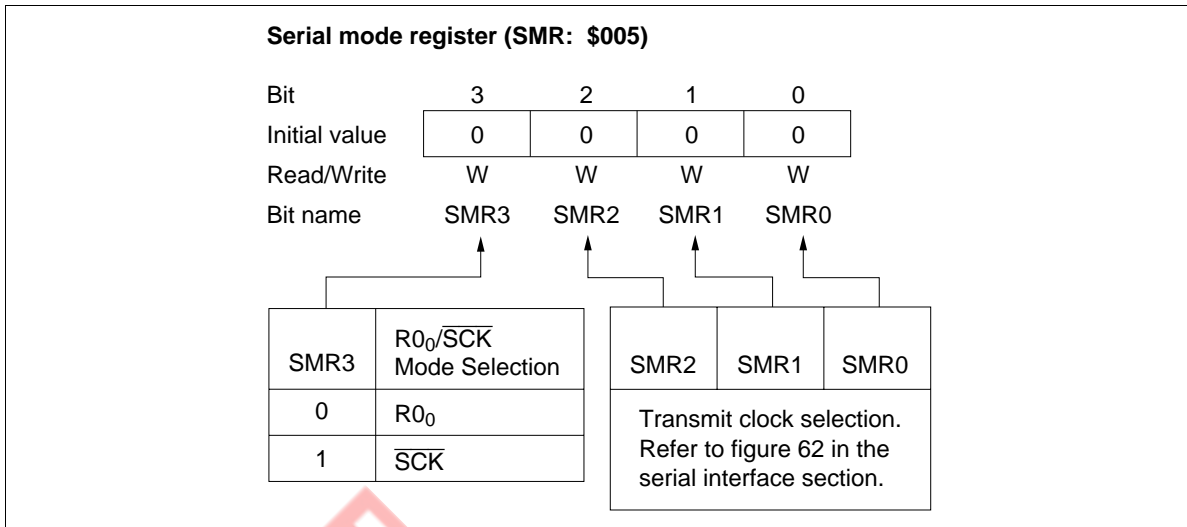 Serial mode register (SMR: $005)
Bit 3 2 1 0
Initial value 0 0 0 0
Read/Write W W W W
Bit name SMR3 SMR2 SMR1 SMR0
SMR3
R0₀/S̅C̅K̅
Mode Selection
0 R0₀
1 S̅C̅K̅
SMR2 SMR1 SMR0
Transmit clock selection.
Refer to figure 62 in the
serial interface section.